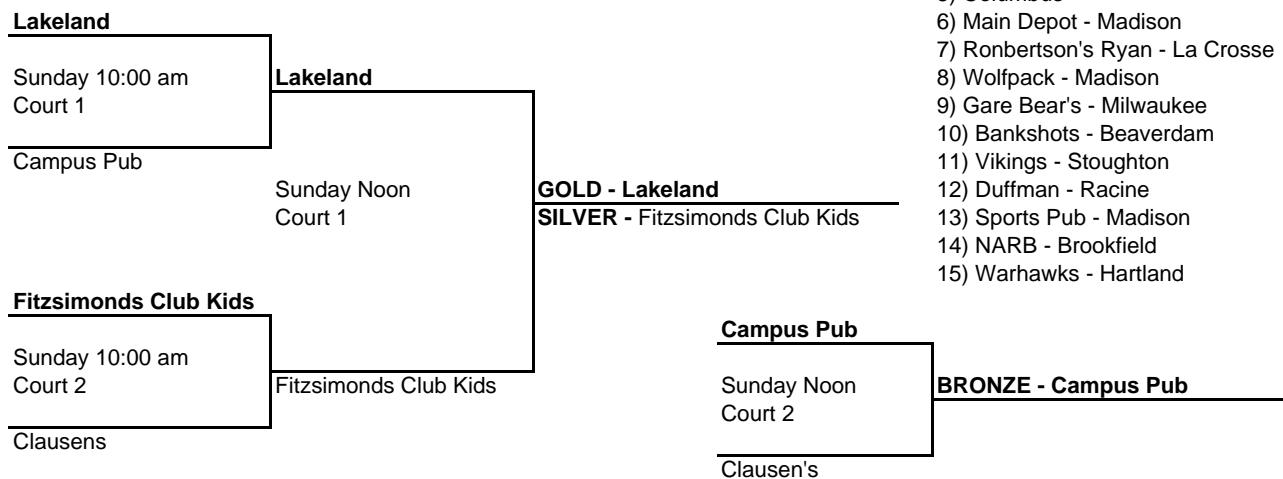 Lakeland
Sunday 10:00 am
Court 1
Lakeland
Campus Pub
Sunday Noon
Court 1
GOLD - Lakeland
SILVER - Fitzsimonds Club Kids
Fitzsimonds Club Kids
Sunday 10:00 am
Court 2
Fitzsimonds Club Kids
Clausens
6) Main Depot - Madison
7) Ronbertson's Ryan - La Crosse
8) Wolfpack - Madison
9) Gare Bear's - Milwaukee
10) Bankshots - Beaverdam
11) Vikings - Stoughton
12) Duffman - Racine
13) Sports Pub - Madison
14) NARB - Brookfield
15) Warhawks - Hartland
Campus Pub
Sunday Noon
Court 2
BRONZE - Campus Pub
Clausen's